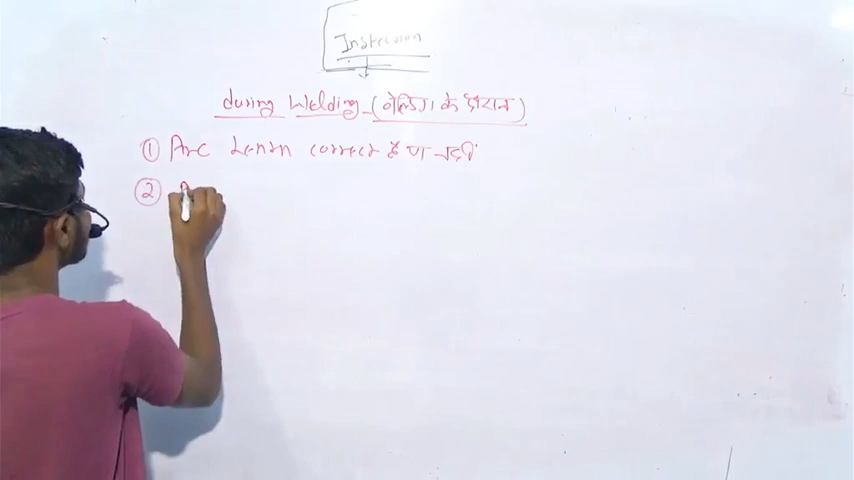 Inspection
during Welding (वेल्डिंग के दौरान)
① Arc Length correct है या नहीं
②